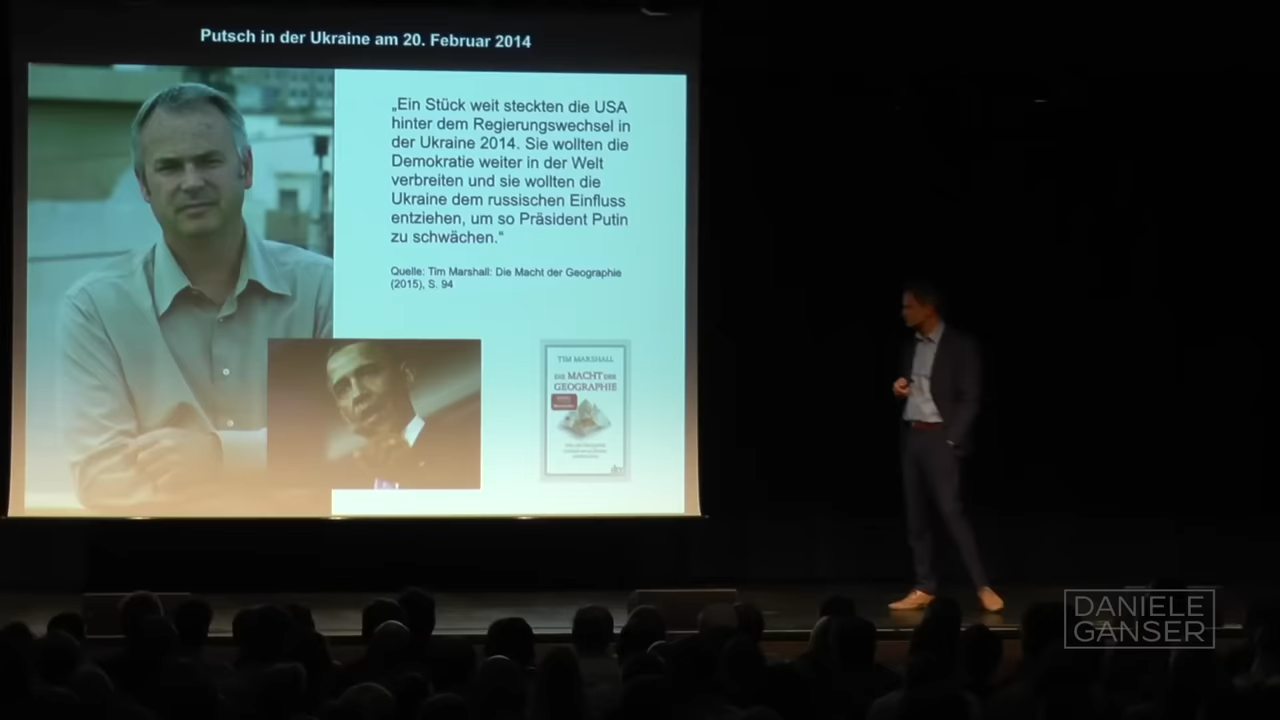 Putsch in der Ukraine am 20. Februar 2014
„Ein Stück weit steckten die USA
hinter dem Regierungswechsel in
der Ukraine 2014. Sie wollten die
Demokratie weiter in der Welt
verbreiten und sie wollten die
Ukraine dem russischen Einfluss
entziehen, um so Präsident Putin
zu schwächen.“
Quelle: Tim Marshall: Die Macht der Geographie
(2015), S. 94
TIM MARSHALL
DIE MACHT DER
GEOGRAPHIE
dtv
DANIELE
GANSER